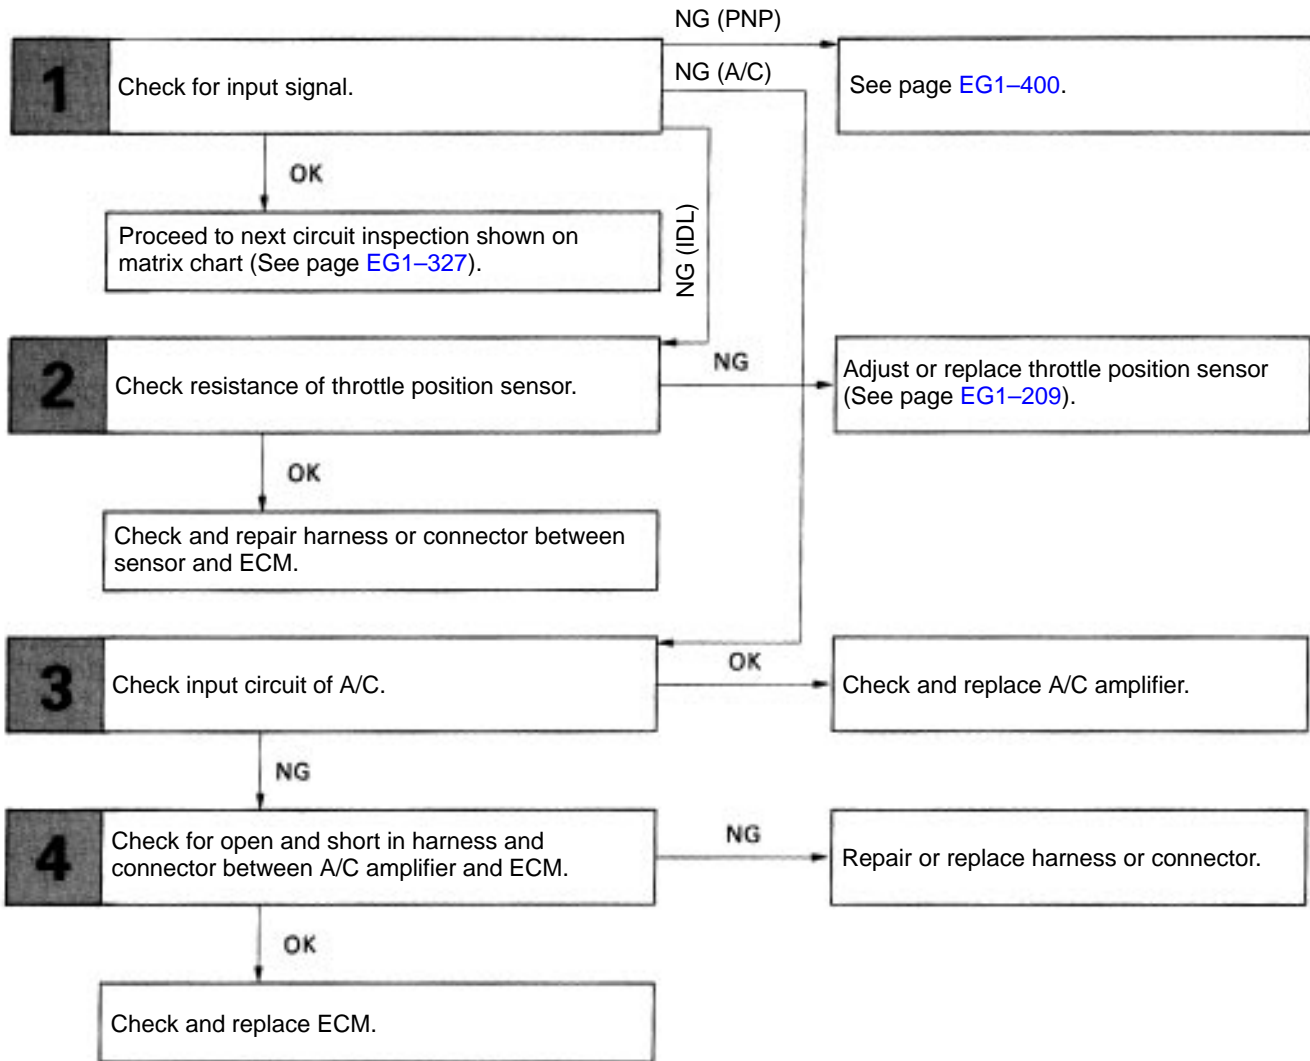 NG (PNP)
1
Check for input signal.
NG (A/C)
See page EG1–400.
OK
NG (IDL)
Proceed to next circuit inspection shown on
matrix chart (See page EG1–327).
2
Check resistance of throttle position sensor.
NG
Adjust or replace throttle position sensor
(See page EG1–209).
OK
Check and repair harness or connector between
sensor and ECM.
3
Check input circuit of A/C.
OK
Check and replace A/C amplifier.
NG
4
Check for open and short in harness and
connector between A/C amplifier and ECM.
NG
Repair or replace harness or connector.
OK
Check and replace ECM.